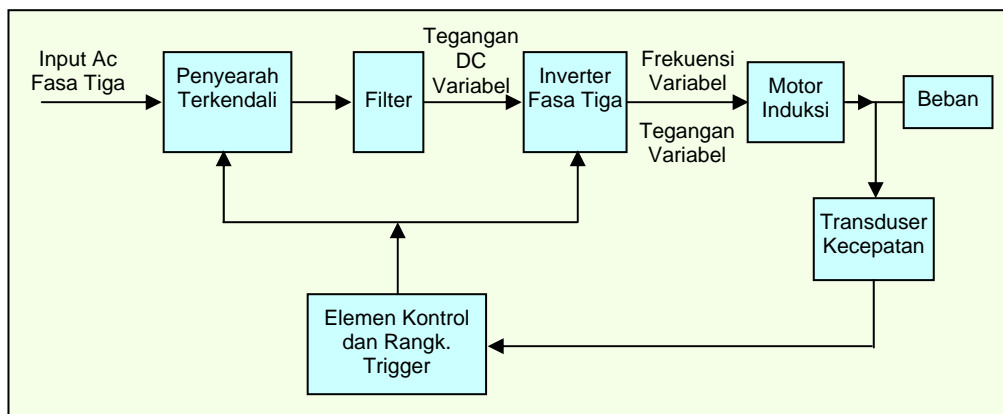 Input Ac
Fasa Tiga
Penyearah
Terkendali
Filter
Tegangan
DC
Variabel
Inverter
Fasa Tiga
Frekuensi
Variabel
Tegangan
Variabel
Motor
Induksi
Beban
Transduser
Kecepatan
Elemen Kontrol
dan Rangk.
Trigger